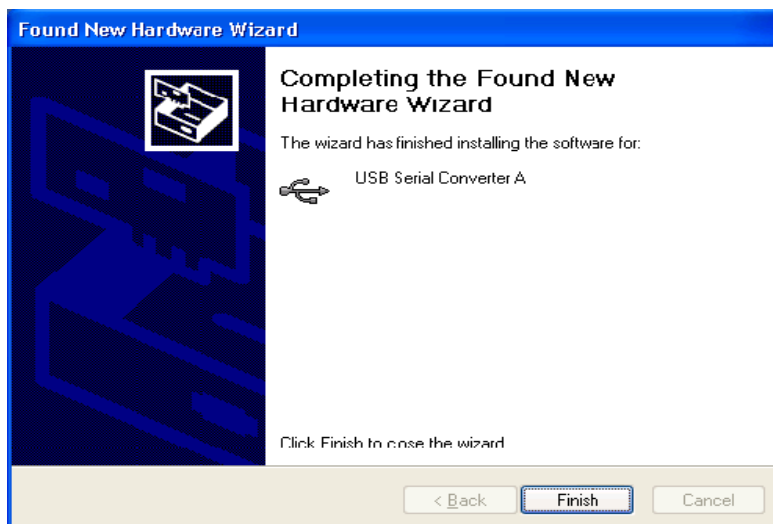 Found New Hardware Wizard
Completing the Found New
Hardware Wizard
The wizard has finished installing the software for:
USB Serial Converter A
Click Finish to close the wizard
< Back
Finish
Cancel